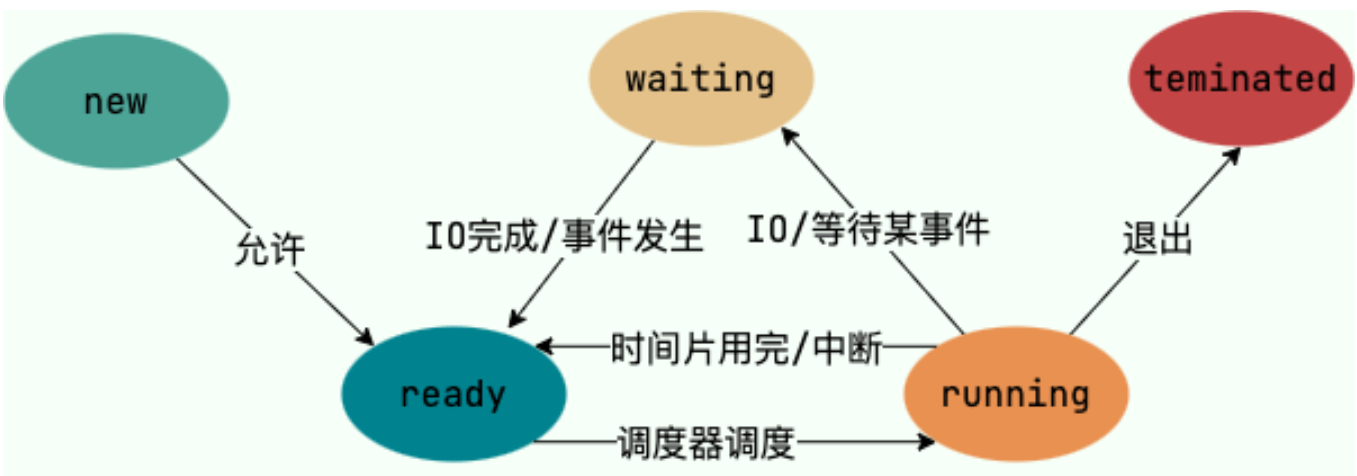 new
waiting
teminated
允许
IO完成/事件发生
IO/等待某事件
退出
时间片用完/中断
ready
running
调度器调度